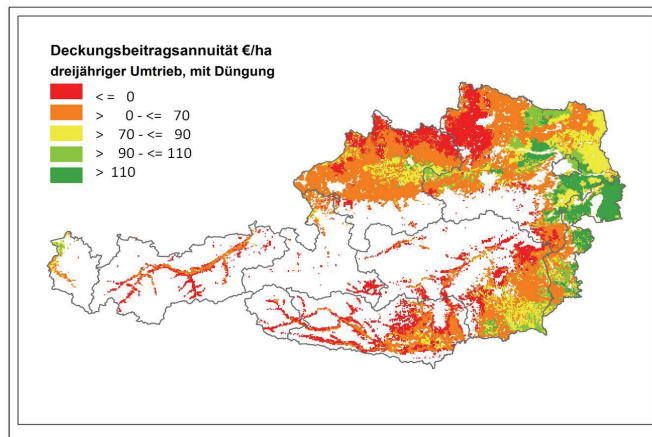 Deckungsbeitragsannuität €/ha
dreijähriger Umtrieb, mit Düngung
< = 0
> 0 - <= 70
> 70 - <= 90
> 90 - <= 110
> 110